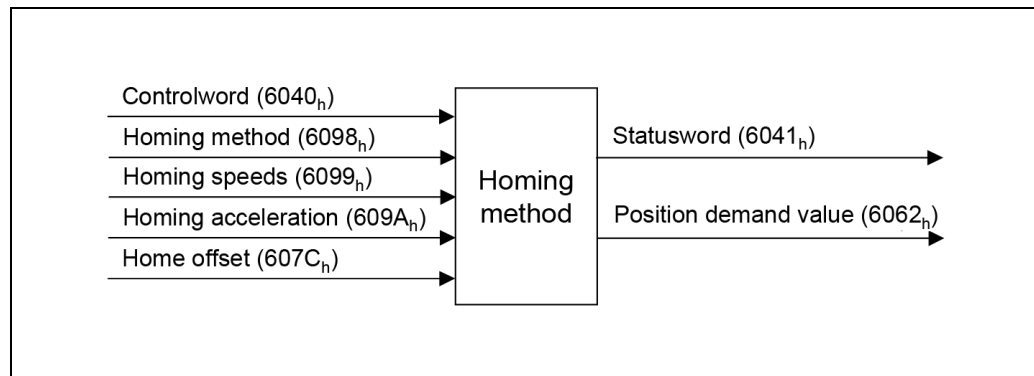 Controlword (6040h)
Homing method (6098h)
Homing speeds (6099h)
Homing acceleration (609Ah)
Home offset (607Ch)
Homing
method
Statusword (6041h)
Position demand value (6062h)